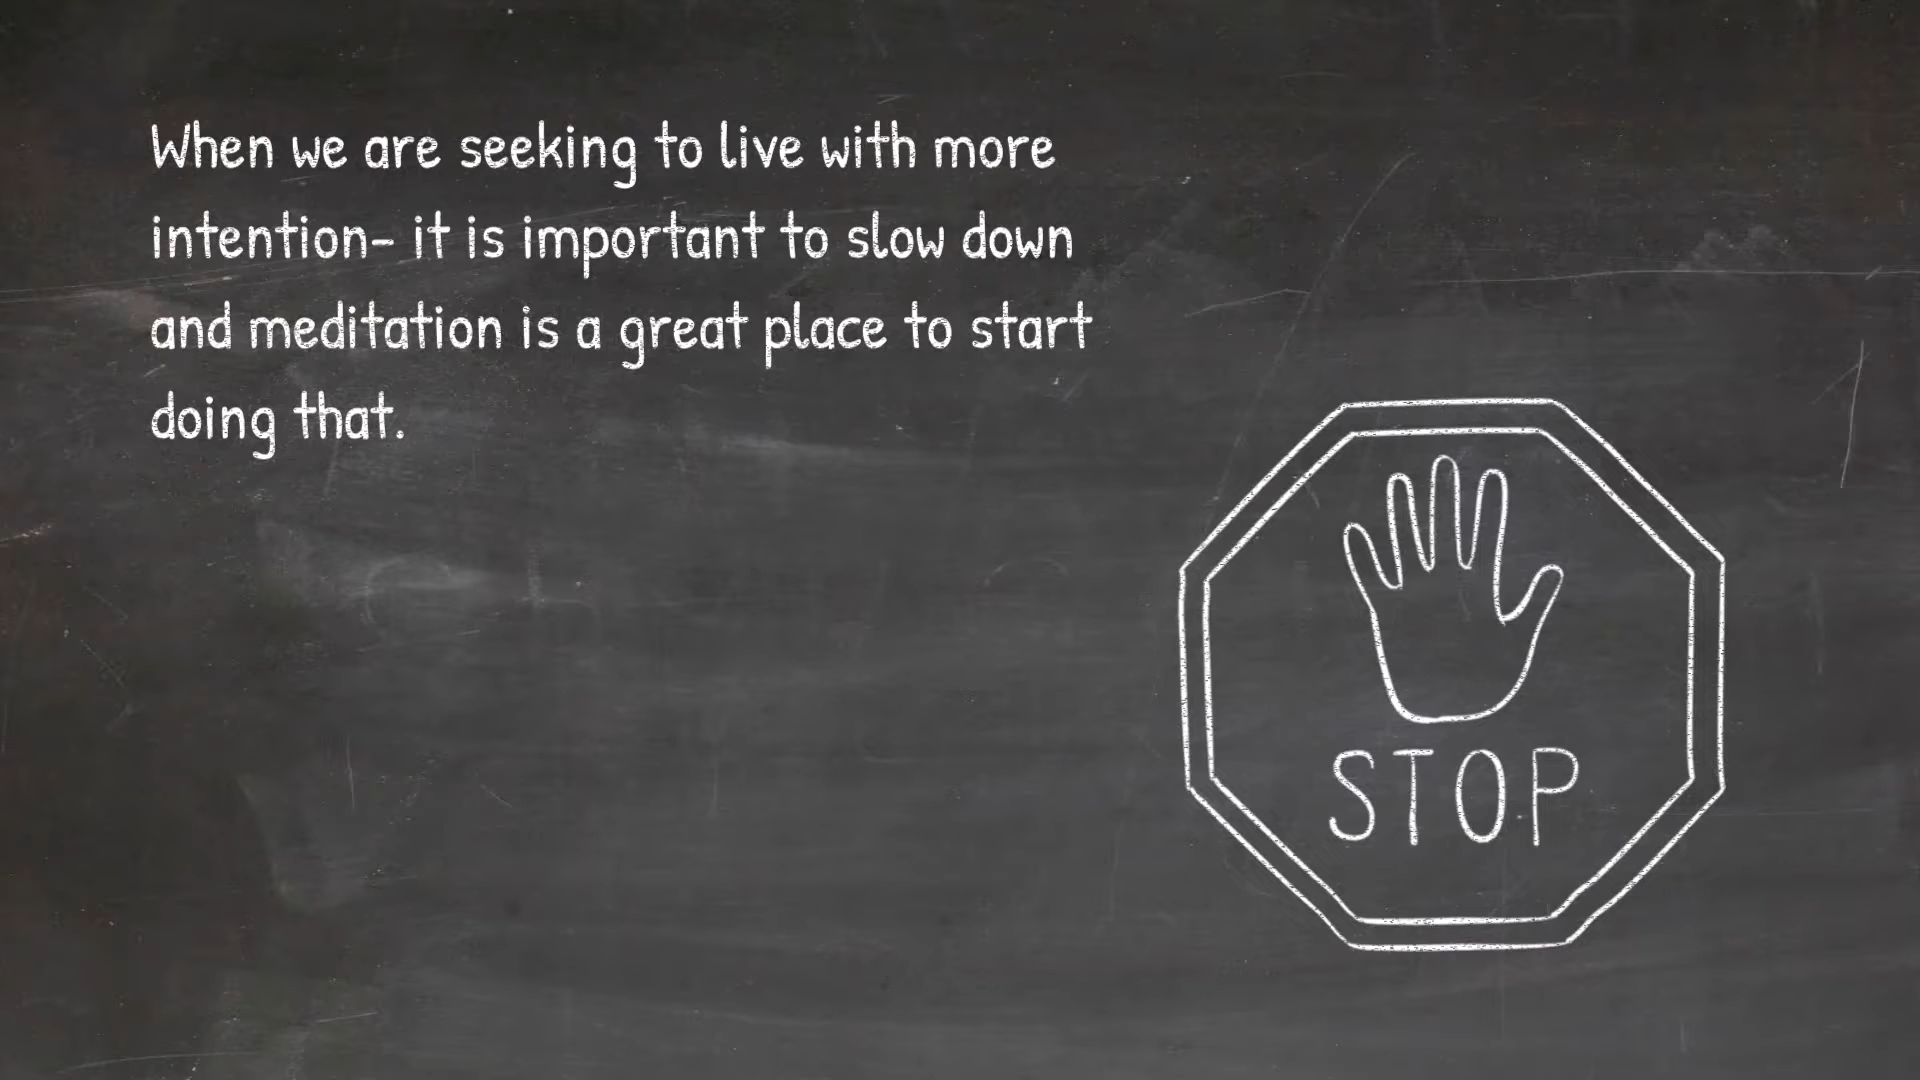 When we are seeking to live with more
intention- it is important to slow down
and meditation is a great place to start
doing that.
STOP